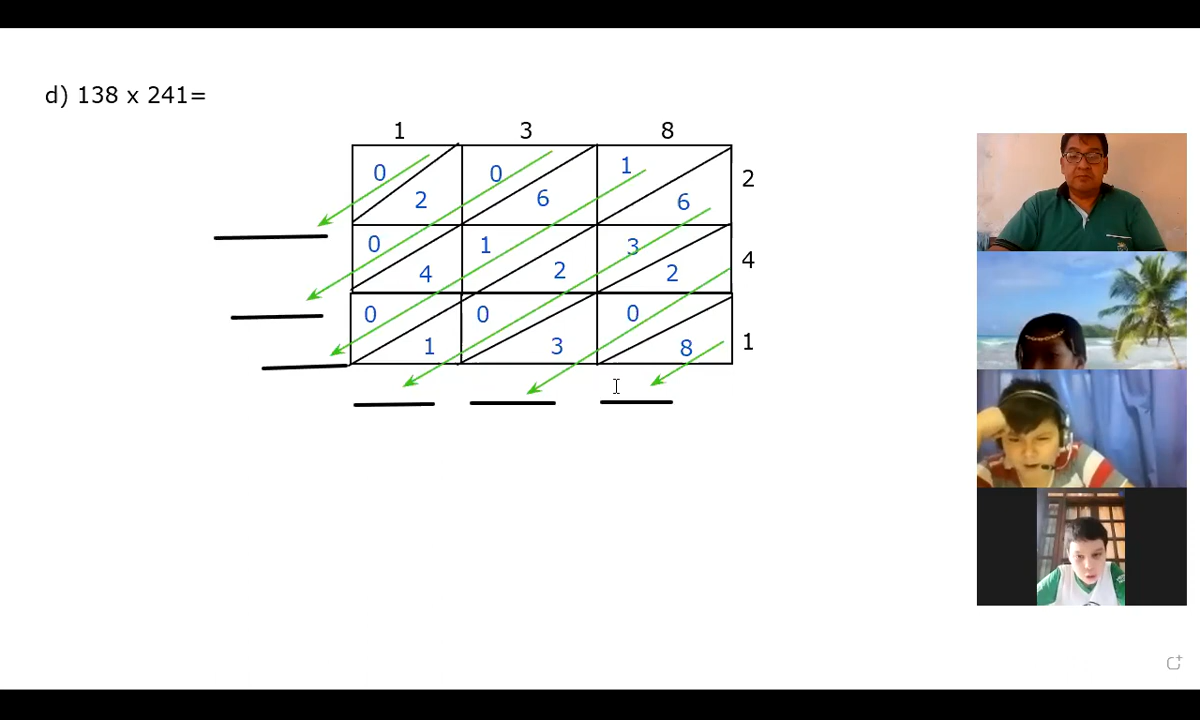 d) 138 x 241=
1 3 8
0 0 1 2
2 6 6
0 1 3 4
4 2 2
0 0 0 1
1 3 8